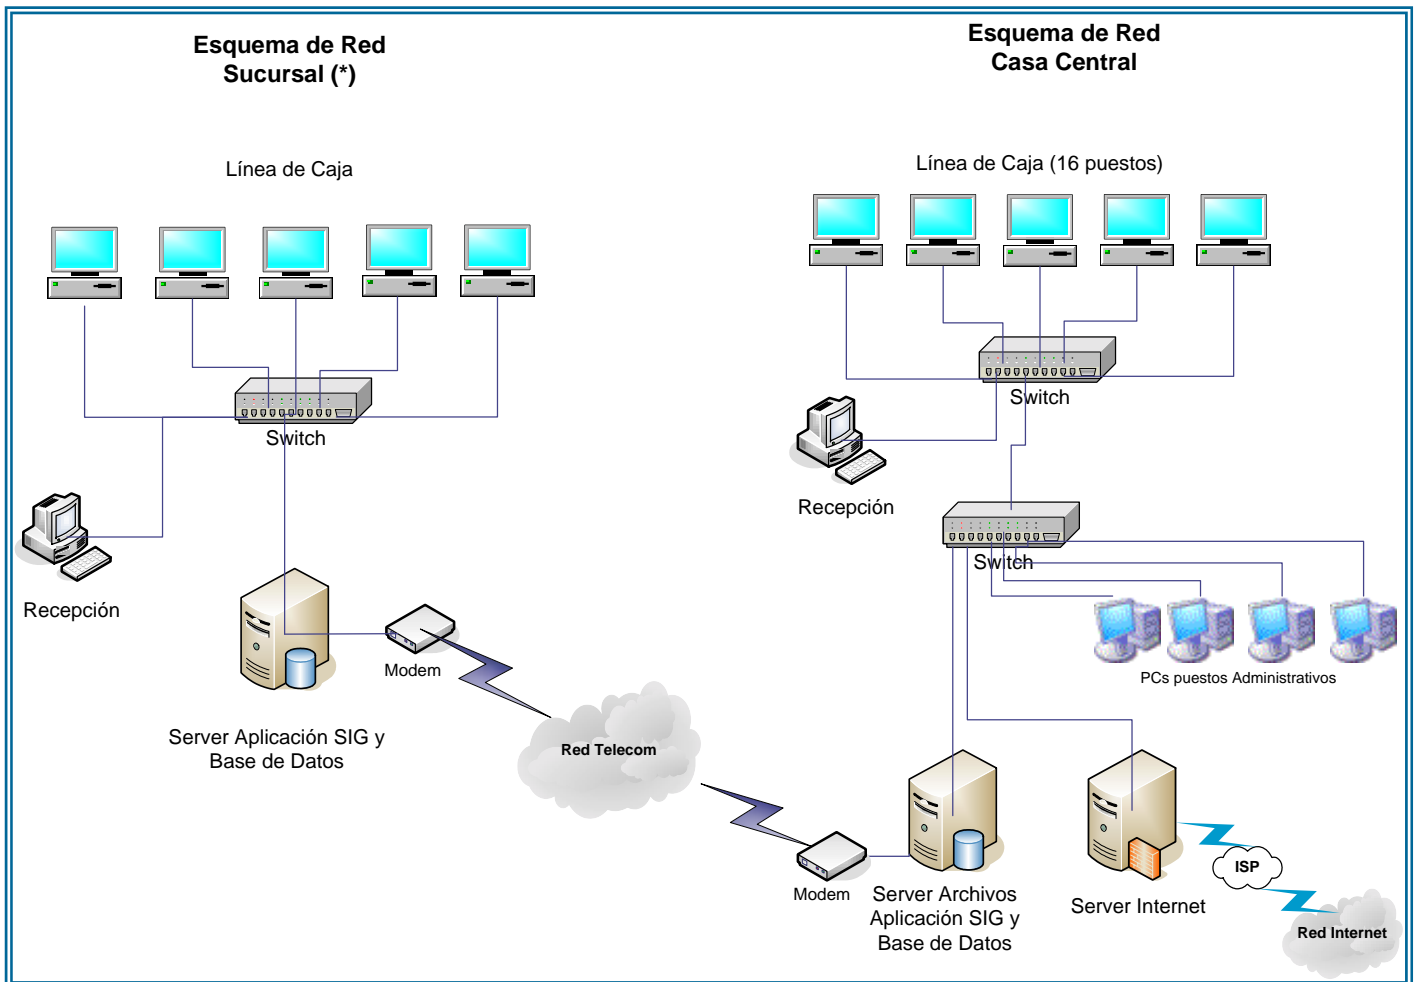 Esquema de Red
Sucursal (*)
Esquema de Red
Casa Central
Línea de Caja
Línea de Caja (16 puestos)
Switch
Switch
Recepción
Recepción
Switch
Modem
PCs puestos Administrativos
Server Aplicación SIG y
Base de Datos
Red Telecom
Modem
Server Archivos
Aplicación SIG y
Base de Datos
Server Internet
ISP
Red Internet